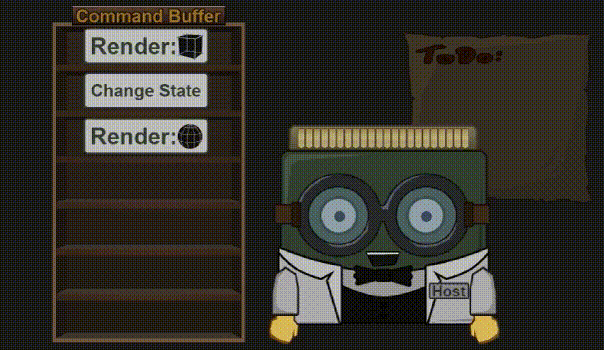 Command Buffer
Render:
Change State
Render:
ToDo:
Host